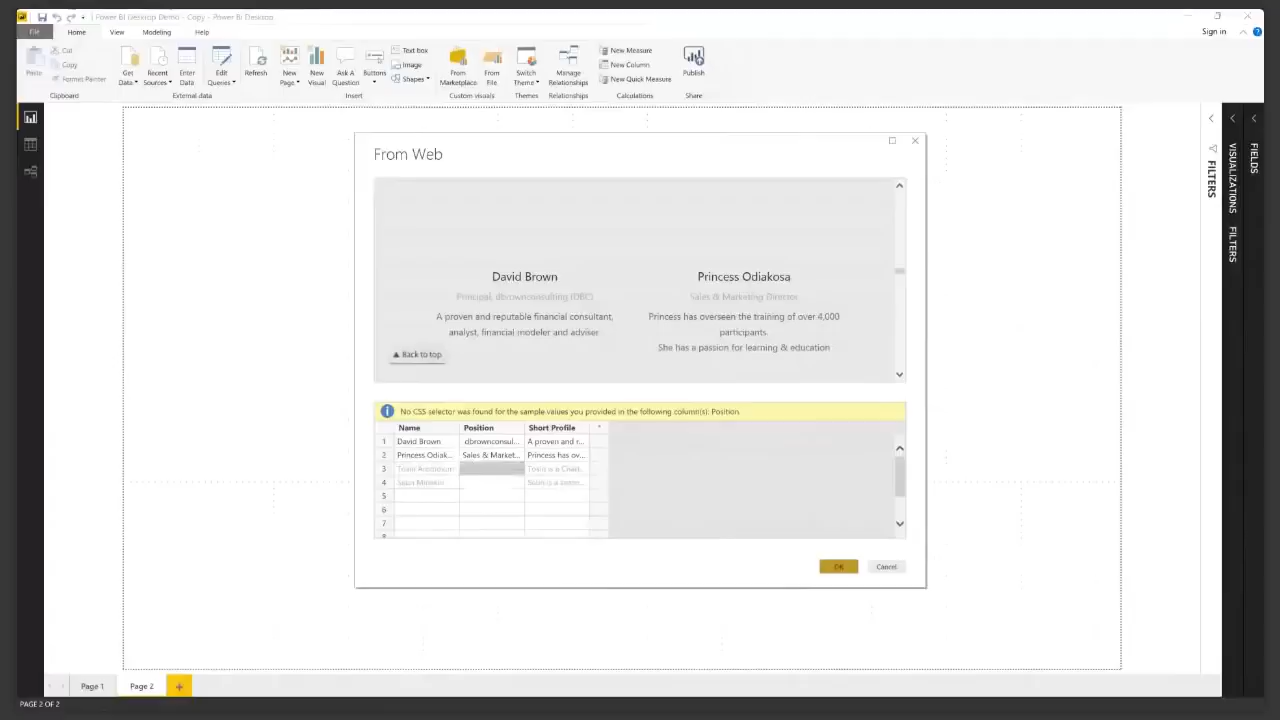 Power BI Desktop Demo - Copy - Power BI Desktop
File Home View Modeling Help
Sign in
Paste
Cut
Copy
Format Painter
Clipboard
Get Data
Recent Sources
Enter Data
Edit Queries
External data
Refresh
New Page
New Visual
Ask A Question
Buttons
Text box
Image
Shapes
Insert
From Marketplace
From File
Custom visuals
Switch Theme
Themes
Manage Relationships
Relationships
New Measure
New Column
New Quick Measure
Calculations
Publish
Share
FILTERS
VISUALIZATIONS
FILTERS
FIELDS
From Web
David Brown
Principal, dbrownconsulting (DBC)
A proven and reputable financial consultant,
analyst, financial modeler and adviser
Princess Odiakosa
Sales & Marketing Director
Princess has overseen the training of over 4,000
participants.
She has a passion for learning & education
Back to top
No CSS selector was found for the sample values you provided in the following column(s): Position.
Name Position Short Profile *
1 David Brown dbrownconsul... A proven and r...
2 Princess Odiak... Sales & Market... Princess has ov...
3 is a Chart...
4
5
6
7
8
OK Cancel
Page 1 Page 2 +
PAGE 2 OF 2